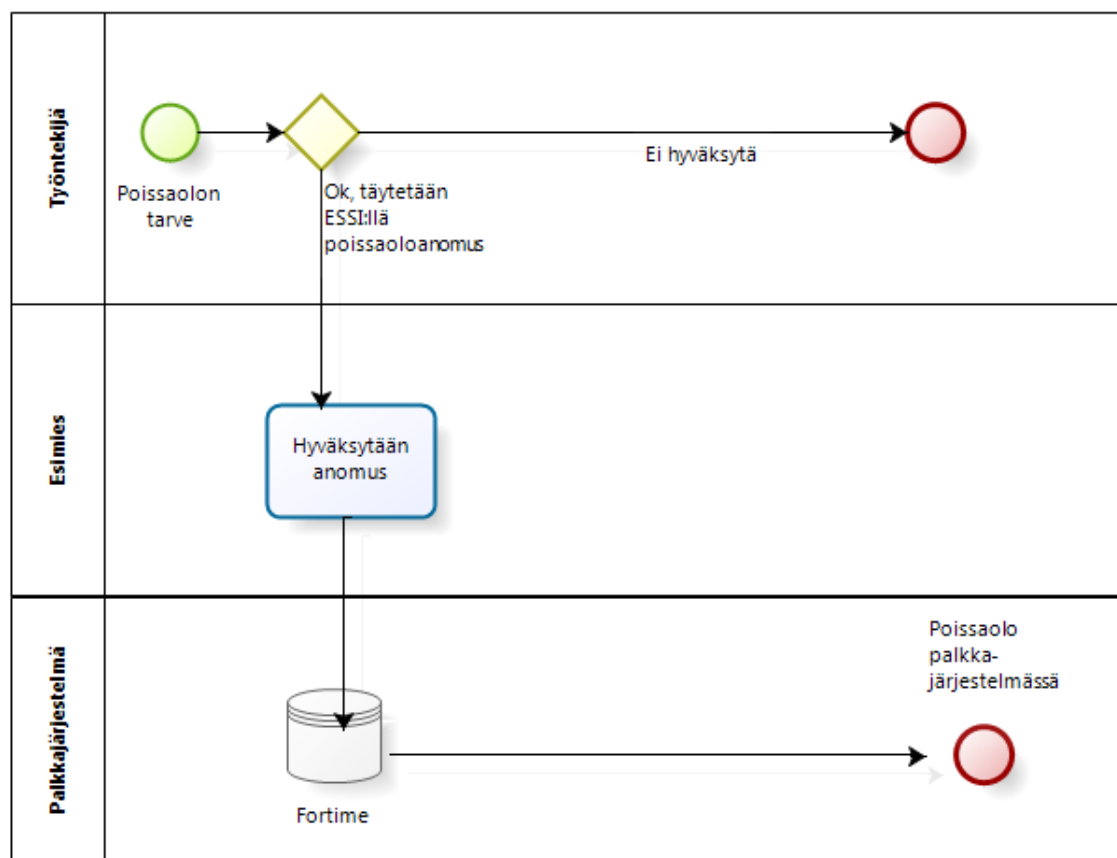 Työntekijä
Poissaolon
tarve
Ok, täytetään
ESSI:llä
poissaoloanomus
Ei hyväksytä
Esimies
Hyväksytään
anomus
Palkkajärjestelmä
Fortime
Poissaolo
palkka-
järjestelmässä